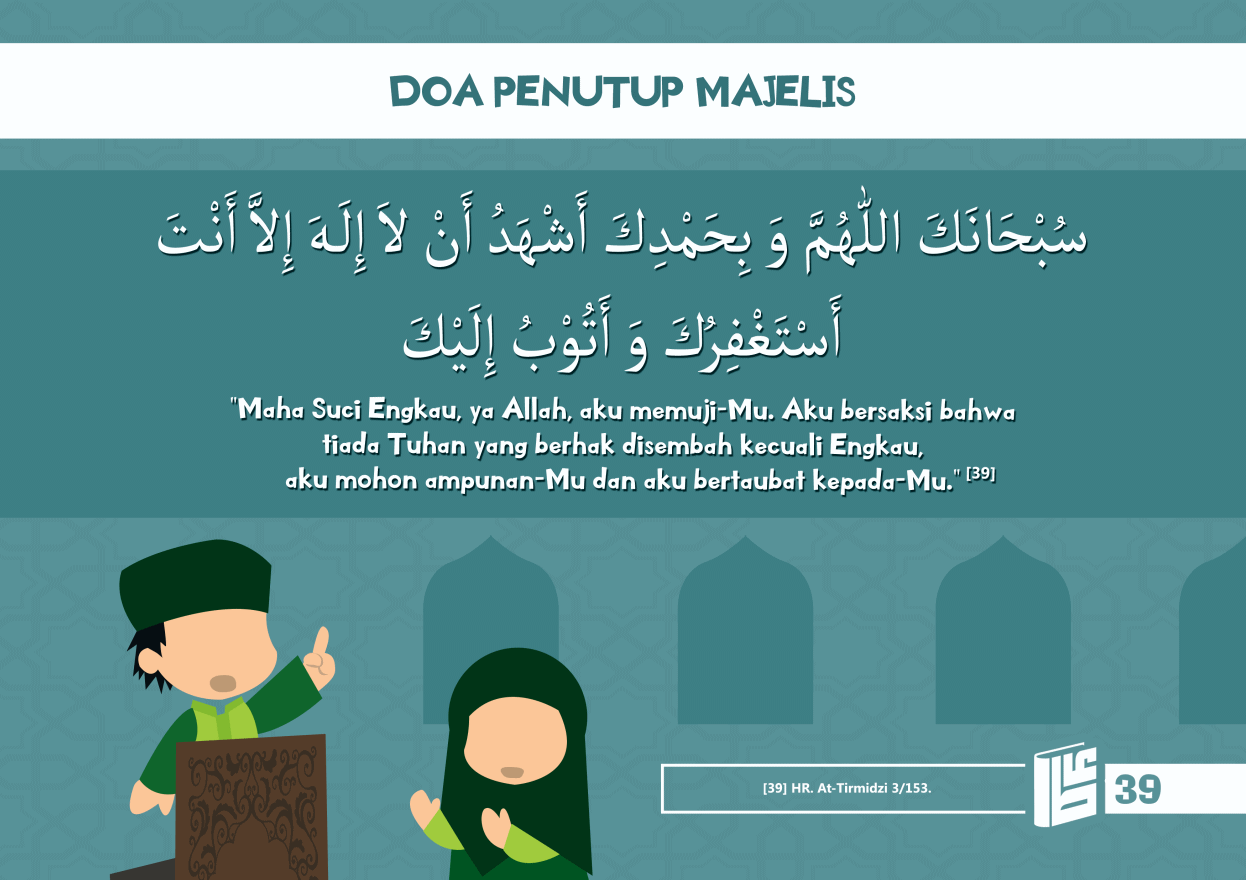 DOA PENUTUP MAJELIS
سُبْحَانَكَ اللّٰهُمَّ وَ بِحَمْدِكَ أَشْهَدُ أَنْ لاَ إِلَهَ إِلاَّ أَنْتَ
أَسْتَغْفِرُكَ وَ أَتُوْبُ إِلَيْكَ
"Maha Suci Engkau, ya Allah, aku memuji-Mu. Aku bersaksi bahwa
tiada Tuhan yang berhak disembah kecuali Engkau,
aku mohon ampunan-Mu dan aku bertaubat kepada-Mu." [39]
[39] HR. At-Tirmidzi 3/153.
39